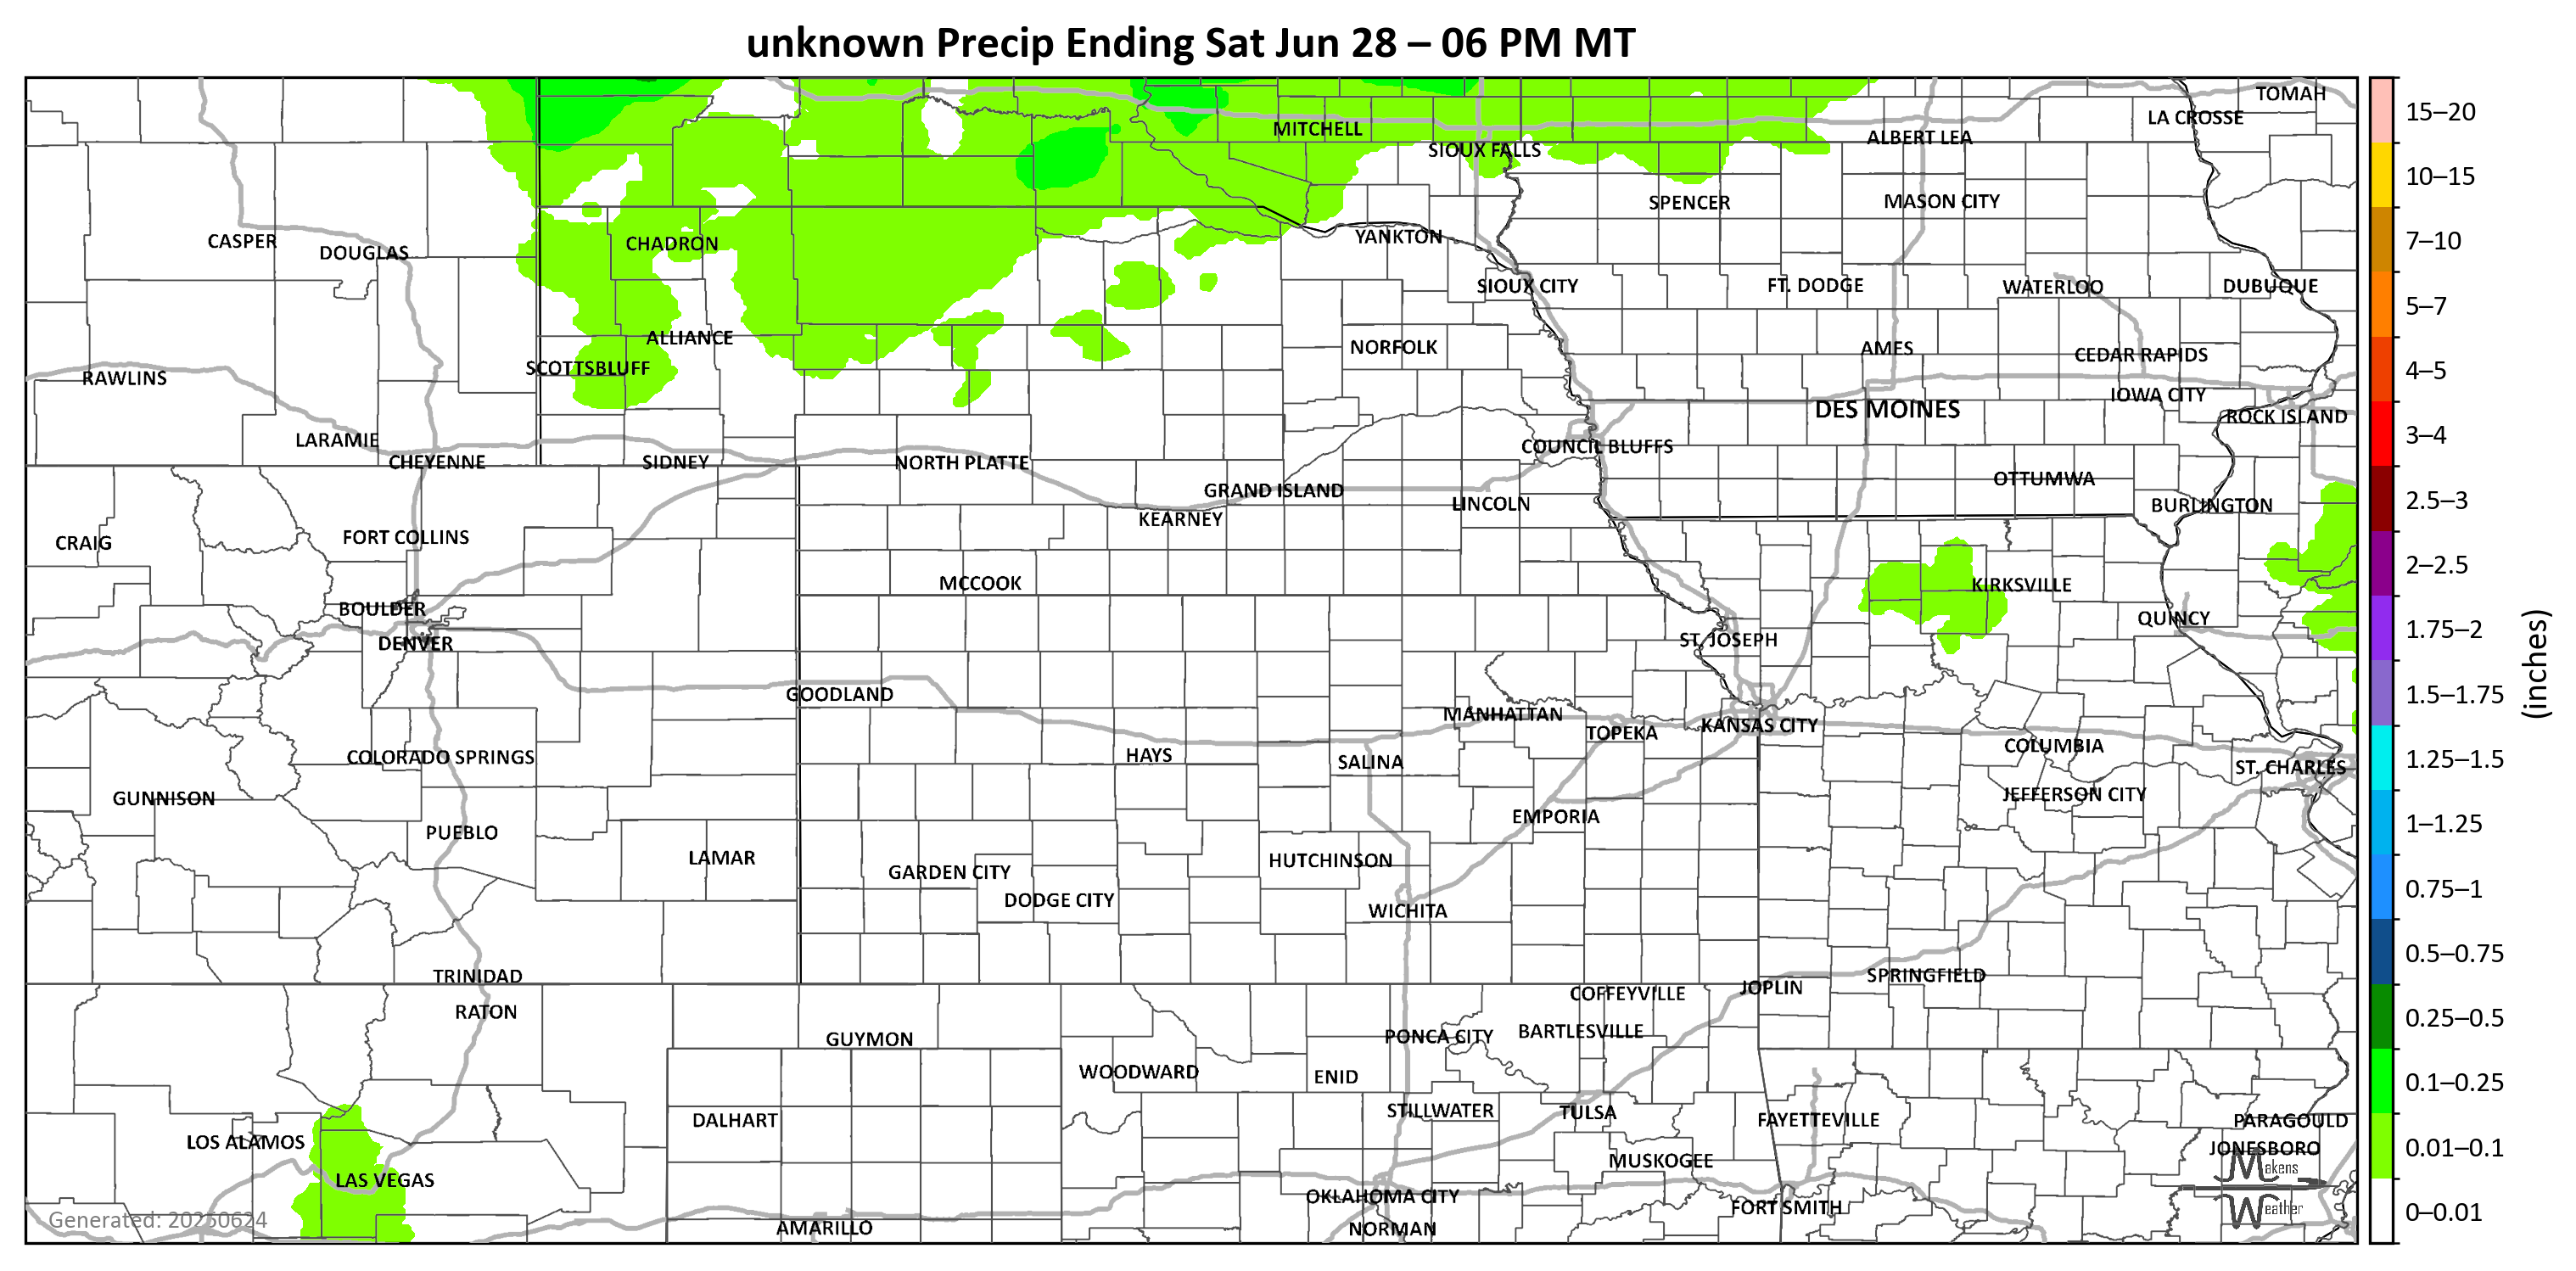 unknown Precip Ending Sat Jun 28 – 06 PM MT
TOMAH
LA CROSSE
MITCHELL
ALBERT LEA
SIOUX FALLS
SPENCER
MASON CITY
CASPER
DOUGLAS
CHADRON
YANKTON
SIOUX CITY
FT. DODGE
WATERLOO
DUBUQUE
ALLIANCE
NORFOLK
AMES
CEDAR RAPIDS
SCOTTSBLUFF
RAWLINS
IOWA CITY
DES MOINES
ROCK ISLAND
LARAMIE
COUNCIL BLUFFS
CHEYENNE
SIDNEY
NORTH PLATTE
OTTUMWA
GRAND ISLAND
LINCOLN
BURLINGTON
KEARNEY
FORT COLLINS
CRAIG
MCCOOK
KIRKSVILLE
BOULDER
QUINCY
DENVER
ST. JOSEPH
GOODLAND
MANHATTAN
KANSAS CITY
TOPEKA
COLUMBIA
COLORADO SPRINGS
HAYS
SALINA
ST. CHARLES
GUNNISON
JEFFERSON CITY
EMPORIA
PUEBLO
LAMAR
HUTCHINSON
GARDEN CITY
DODGE CITY
WICHITA
TRINIDAD
SPRINGFIELD
JOPLIN
COFFEYVILLE
RATON
BARTLESVILLE
PONCA CITY
GUYMON
WOODWARD
ENID
STILLWATER
TULSA
DALHART
FAYETTEVILLE
PARAGOULD
LOS ALAMOS
JONESBORO
MUSKOGEE
Makens
Weather
LAS VEGAS
OKLAHOMA CITY
FORT SMITH
Generated: 20250624
AMARILLO
NORMAN
15–20
10–15
7–10
5–7
4–5
3–4
2.5–3
2–2.5
1.75–2
1.5–1.75
1.25–1.5
1–1.25
0.75–1
0.5–0.75
0.25–0.5
0.1–0.25
0.01–0.1
0–0.01
(inches)